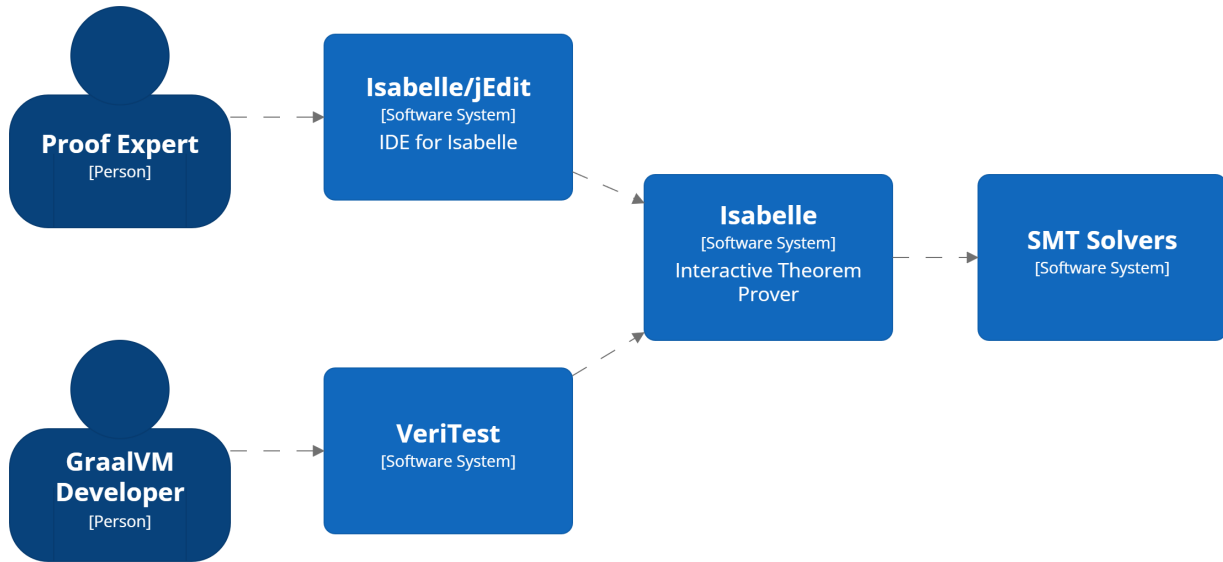 Proof Expert
[Person]
Isabelle/jEdit
[Software System]
IDE for Isabelle
Isabelle
[Software System]
Interactive Theorem
Prover
SMT Solvers
[Software System]
GraalVM
Developer
[Person]
VeriTest
[Software System]